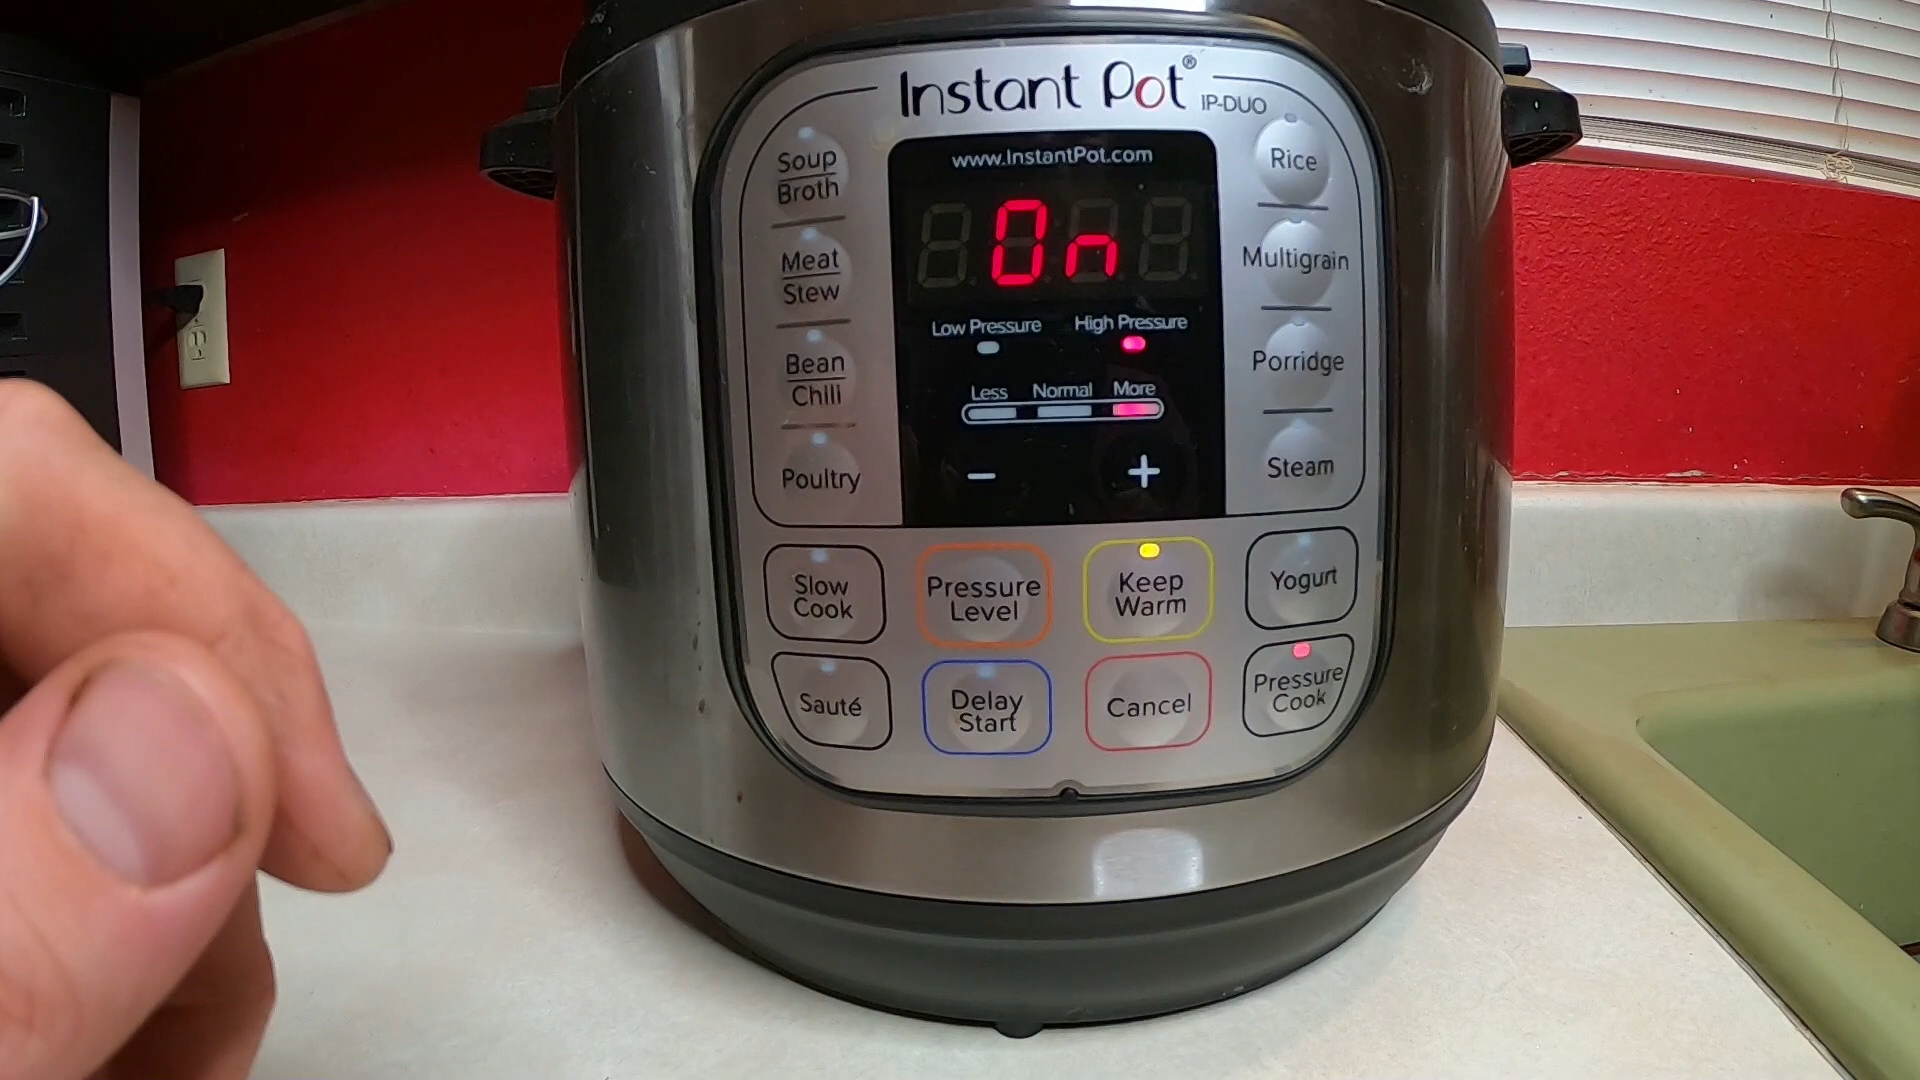 Instant Pot® IP-DUO
www.InstantPot.com
On
Low Pressure High Pressure
Less Normal More
- +
Soup
Broth
Meat
Stew
Bean
Chili
Poultry
Rice
Multigrain
Porridge
Steam
Slow
Cook
Pressure
Level
Keep
Warm
Yogurt
Sauté
Delay
Start
Cancel
Pressure
Cook